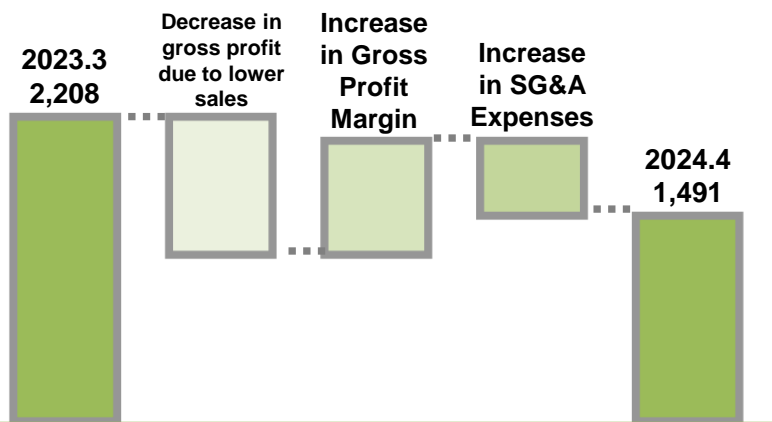 2023.3
2,208
Decrease in
gross profit
due to lower
sales
Increase
in Gross
Profit
Margin
Increase
in SG&A
Expenses
2024.4
1,491